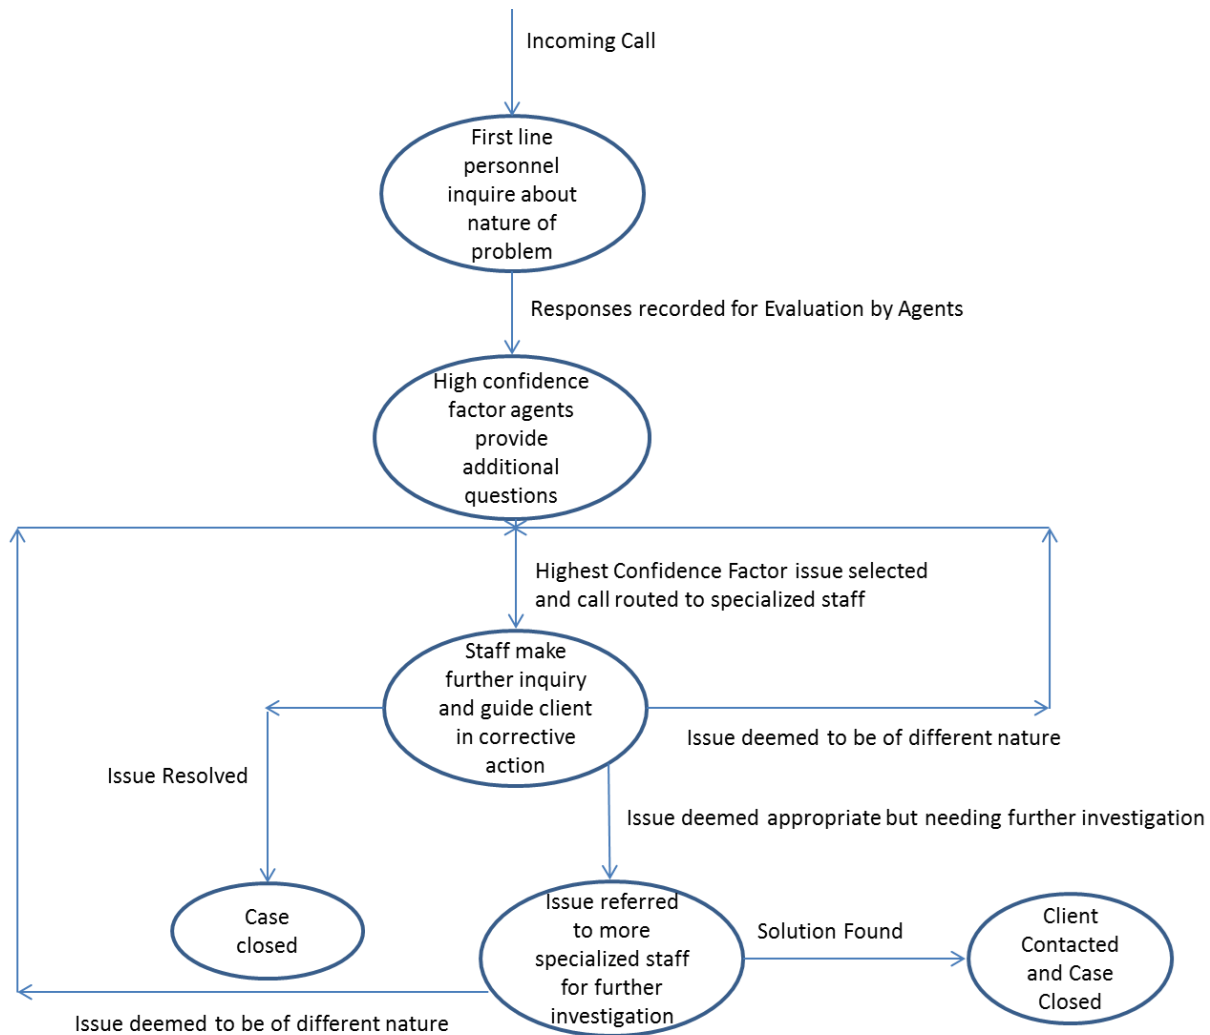 Incoming Call
First line
personnel
inquire about
nature of
problem
Responses recorded for Evaluation by Agents
High confidence
factor agents
provide
additional
questions
Highest Confidence Factor issue selected
and call routed to specialized staff
Staff make
further inquiry
and guide client
in corrective
action
Issue deemed to be of different nature
Issue Resolved
Issue deemed appropriate but needing further investigation
Case
closed
Issue referred
to more
specialized staff
for further
investigation
Solution Found
Client
Contacted
and Case
Closed
Issue deemed to be of different nature